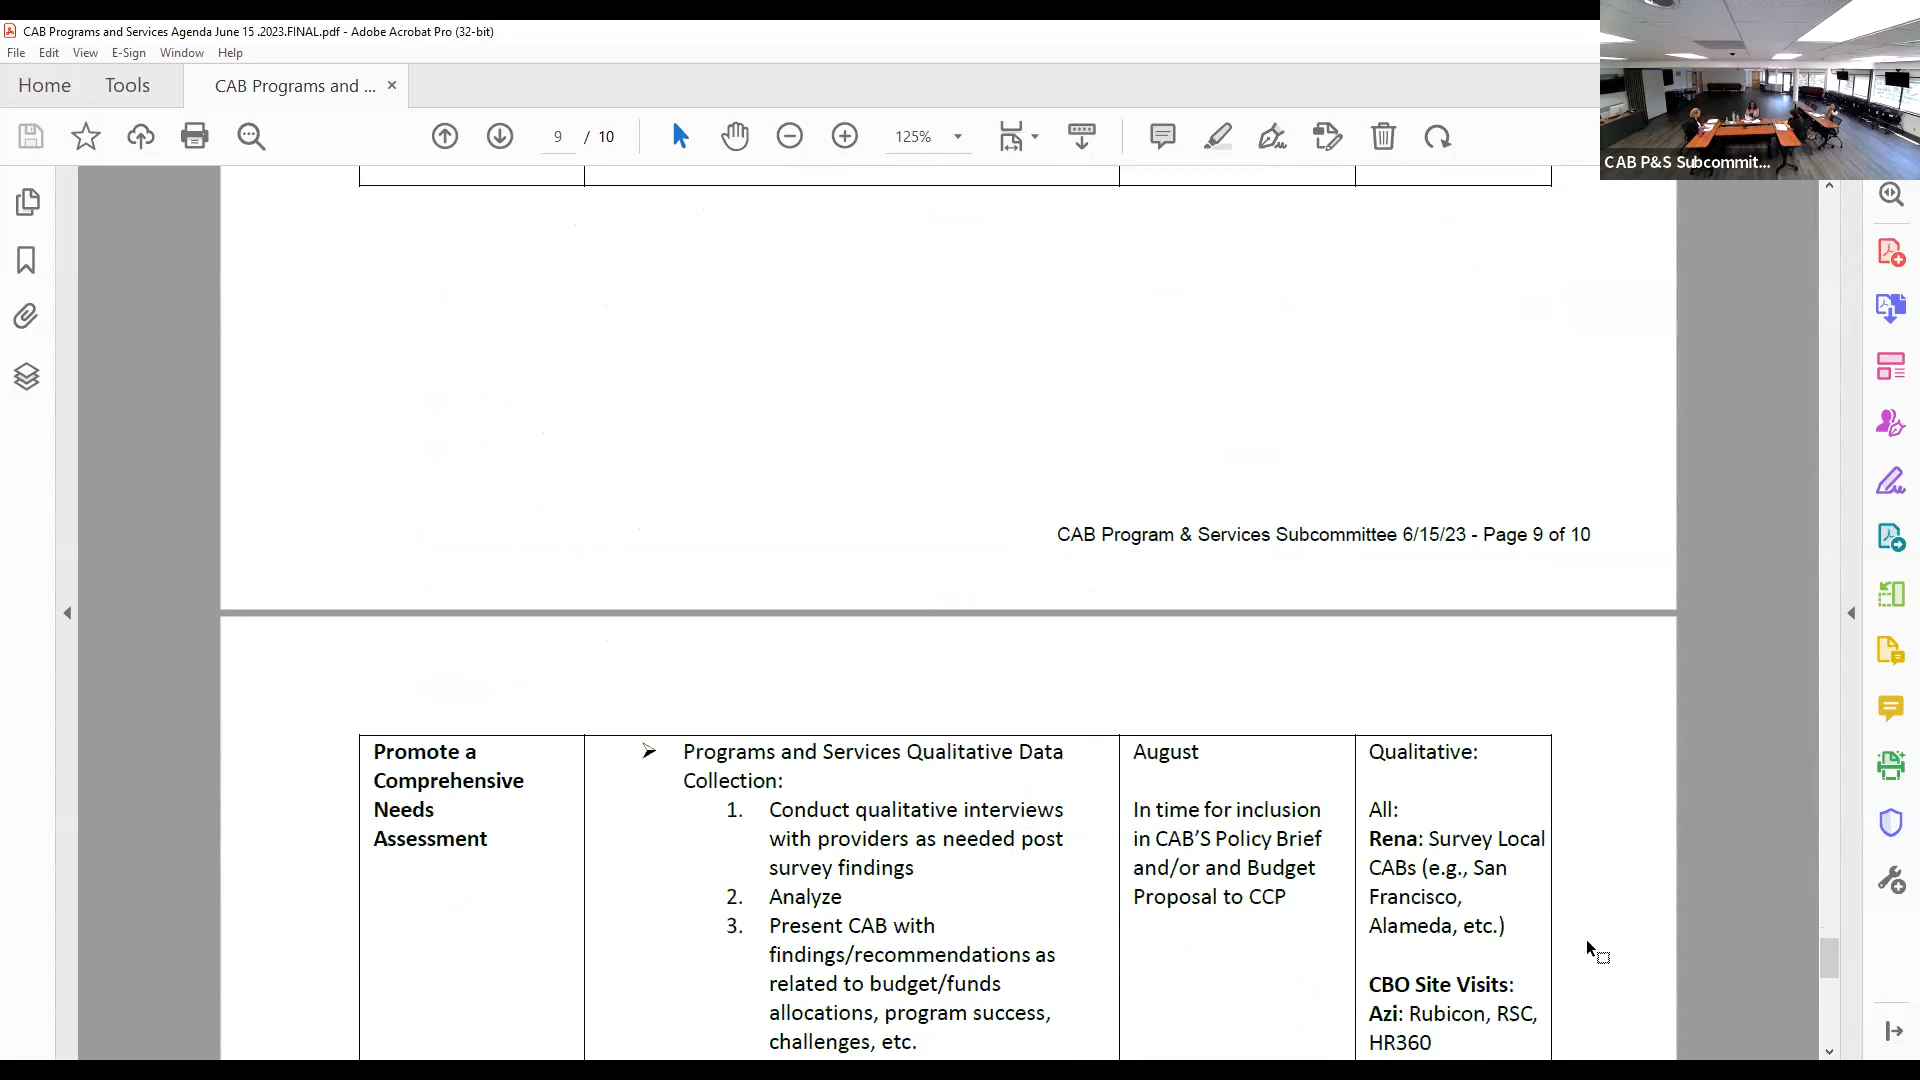 CAB Programs and Services Agenda June 15 .2023.FINAL.pdf - Adobe Acrobat Pro (32-bit)
File Edit View E-Sign Window Help
Home Tools CAB Programs and ... ×
9 / 10 125%
CAB P&S Subcommit...
CAB Program & Services Subcommittee 6/15/23 - Page 9 of 10
Promote a
Comprehensive
Needs
Assessment
➢ Programs and Services Qualitative Data
Collection:
1. Conduct qualitative interviews
with providers as needed post
survey findings
2. Analyze
3. Present CAB with
findings/recommendations as
related to budget/funds
allocations, program success,
challenges, etc.
August
In time for inclusion
in CAB'S Policy Brief
and/or and Budget
Proposal to CCP
Qualitative:
All:
Rena: Survey Local
CABs (e.g., San
Francisco,
Alameda, etc.)
CBO Site Visits:
Azi: Rubicon, RSC,
HR360